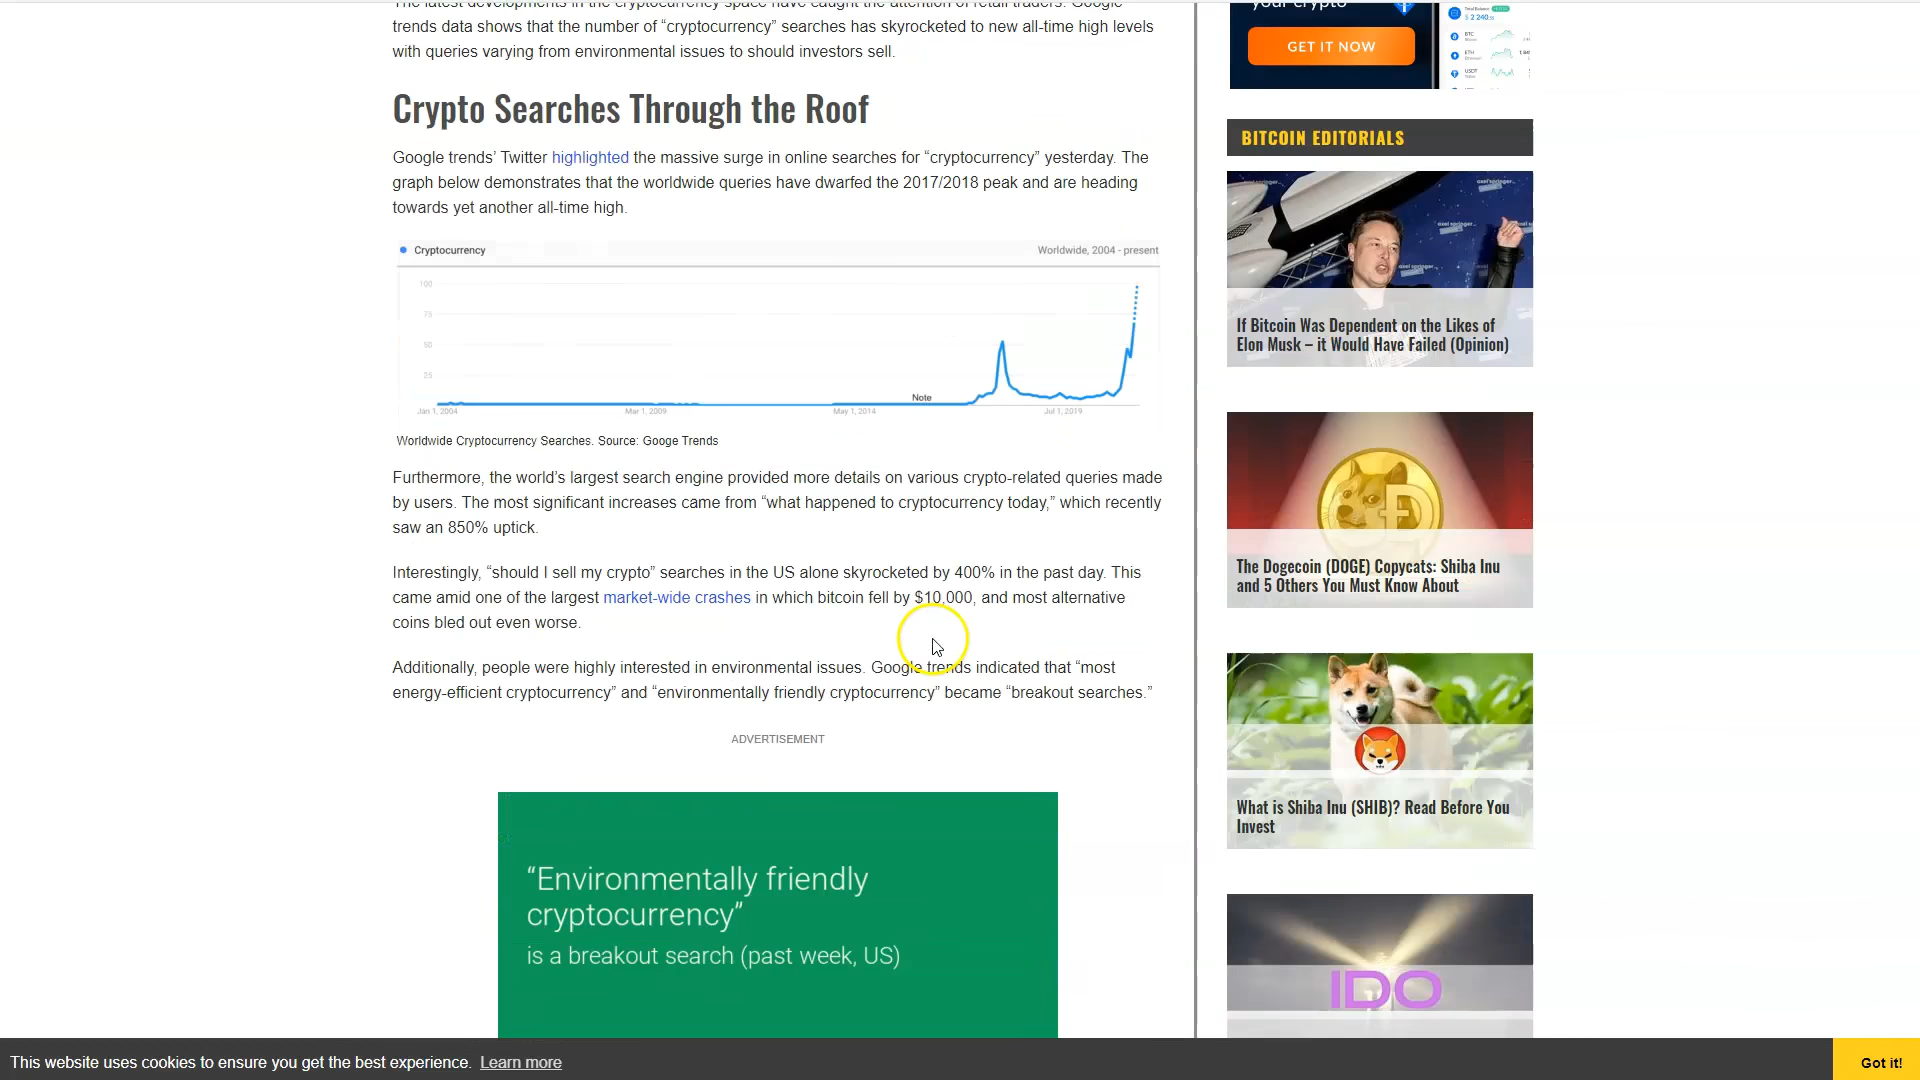 The latest developments in the cryptocurrency space have caught the attention of retail traders. Google
trends data shows that the number of “cryptocurrency” searches has skyrocketed to new all-time high levels
with queries varying from environmental issues to should investors sell.
Crypto Searches Through the Roof
Google trends’ Twitter highlighted the massive surge in online searches for “cryptocurrency” yesterday. The
graph below demonstrates that the worldwide queries have dwarfed the 2017/2018 peak and are heading
towards yet another all-time high.
Cryptocurrency
Worldwide, 2004 - present
100
75
50
25
Note
Jan 1, 2004
Mar 1, 2009
May 1, 2014
Jul 1, 2019
Worldwide Cryptocurrency Searches. Source: Googe Trends
Furthermore, the world’s largest search engine provided more details on various crypto-related queries made
by users. The most significant increases came from “what happened to cryptocurrency today,” which recently
saw an 850% uptick.
Interestingly, “should I sell my crypto” searches in the US alone skyrocketed by 400% in the past day. This
came amid one of the largest market-wide crashes in which bitcoin fell by $10,000, and most alternative
coins bled out even worse.
Additionally, people were highly interested in environmental issues. Google trends indicated that “most
energy-efficient cryptocurrency” and “environmentally friendly cryptocurrency” became “breakout searches.”
ADVERTISEMENT
“Environmentally friendly
cryptocurrency”
is a breakout search (past week, US)
your crypto
GET IT NOW
Total Balance
$ 2 240
BTC
ETH
USDT
BITCOIN EDITORIALS
axel springer
If Bitcoin Was Dependent on the Likes of
Elon Musk – it Would Have Failed (Opinion)
The Dogecoin (DOGE) Copycats: Shiba Inu
and 5 Others You Must Know About
What is Shiba Inu (SHIB)? Read Before You
Invest
IDO
This website uses cookies to ensure you get the best experience. Learn more
Got it!